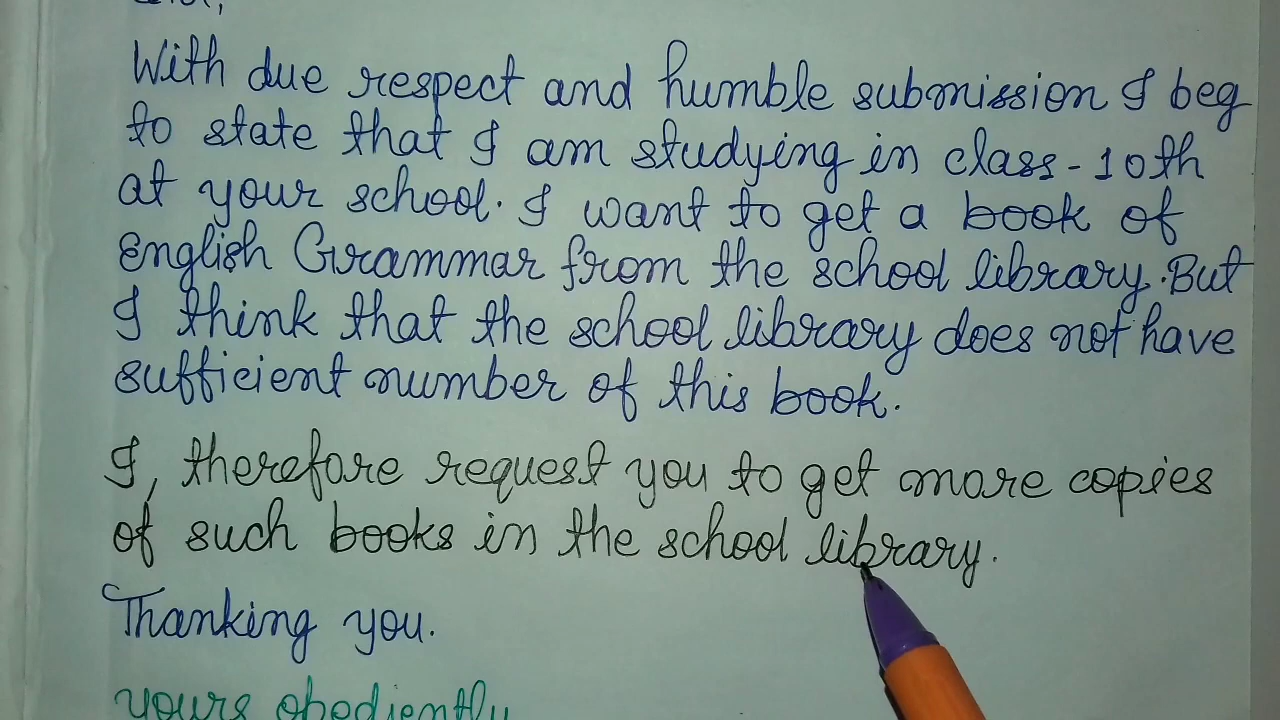 With due respect and humble submission I beg
to state that I am studying in class-10th
at your school. I want to get a book of
English Grammar from the school library. But
I think that the school library does not have
sufficient number of this book.
I, therefore request you to get more copies
of such books in the school library.
Thanking you.
yours obediently